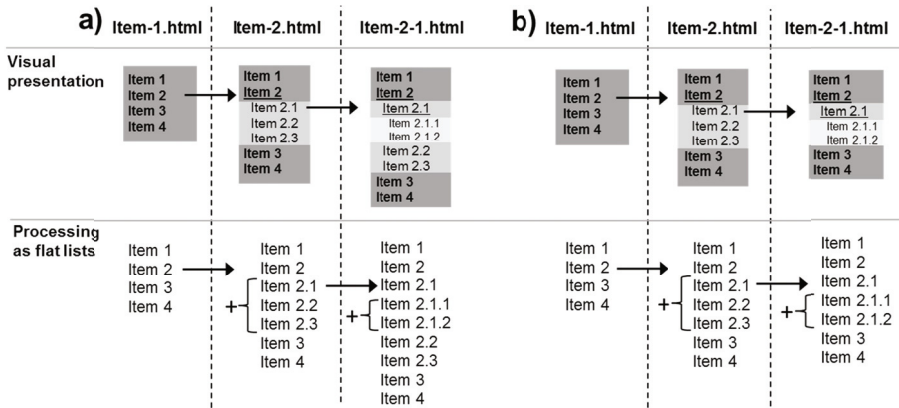 a) Item-1.html Item-2.html Item-2-1.html b) Item-1.html Item-2.html Item-2-1.html
Visual
presentation
Item 1
Item 2
Item 3
Item 4
Item 1
Item 2
Item 2.1
Item 2.2
Item 2.3
Item 3
Item 4
Item 1
Item 2
Item 2.1
Item 2.1.1
Item 2.1.2
Item 2.2
Item 2.3
Item 3
Item 4
Item 1
Item 2
Item 3
Item 4
Item 1
Item 2
Item 2.1
Item 2.2
Item 2.3
Item 3
Item 4
Item 1
Item 2
Item 2.1
Item 2.1.1
Item 2.1.2
Item 3
Item 4
Processing
as flat lists
Item 1
Item 2
Item 3
Item 4
Item 1
Item 2
Item 2.1
+ Item 2.2
Item 2.3
Item 3
Item 4
Item 1
Item 2
Item 2.1
Item 2.1.1
+ Item 2.1.2
Item 2.2
Item 2.3
Item 3
Item 4
Item 1
Item 2
Item 3
Item 4
Item 1
Item 2
Item 2.1
+ Item 2.2
Item 2.3
Item 3
Item 4
Item 1
Item 2
Item 2.1
Item 2.1.1
+ Item 2.1.2
Item 3
Item 4